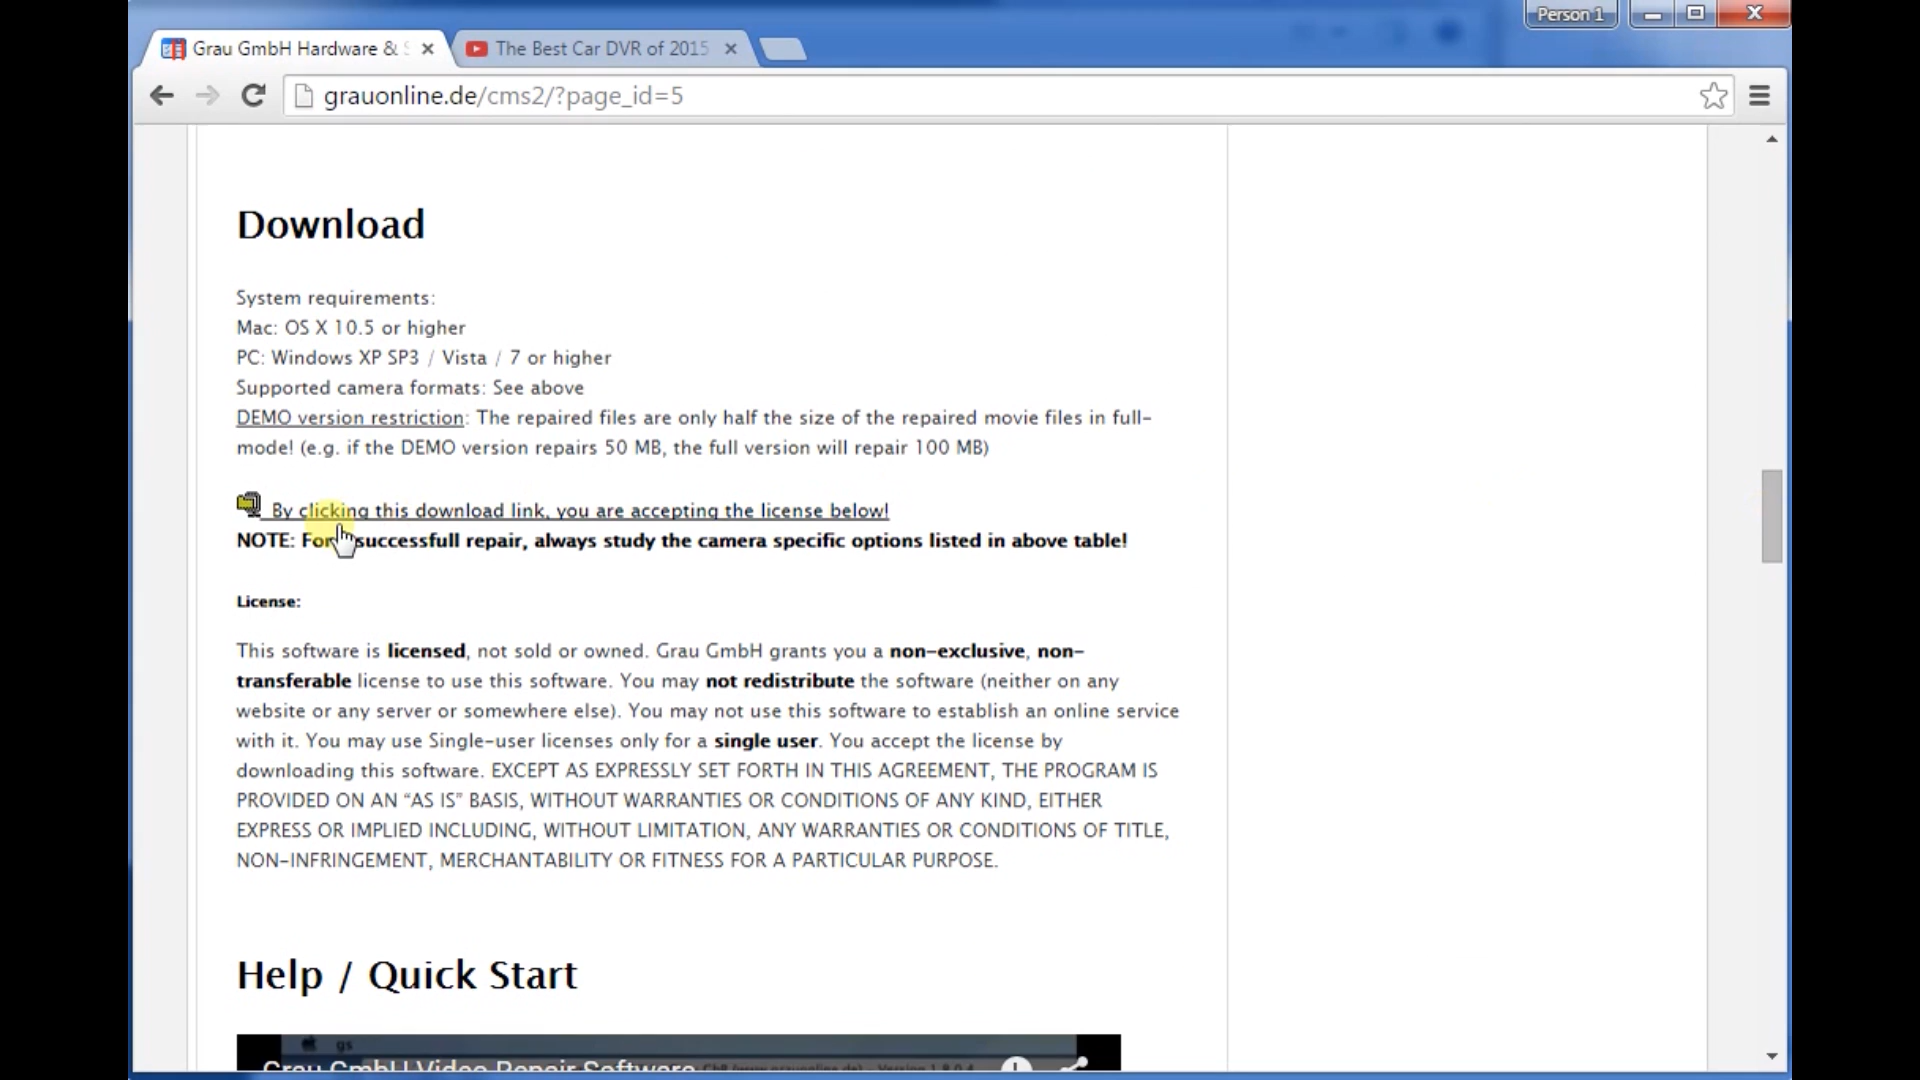 Person 1
Grau GmbH Hardware & S
The Best Car DVR of 2015
grauonline.de/cms2/?page_id=5
Download
System requirements:
Mac: OS X 10.5 or higher
PC: Windows XP SP3 / Vista / 7 or higher
Supported camera formats: See above
DEMO version restriction: The repaired files are only half the size of the repaired movie files in full-
mode! (e.g. if the DEMO version repairs 50 MB, the full version will repair 100 MB)
By clicking this download link, you are accepting the license below!
NOTE: For successfull repair, always study the camera specific options listed in above table!
License:
This software is licensed, not sold or owned. Grau GmbH grants you a non-exclusive, non-
transferable license to use this software. You may not redistribute the software (neither on any
website or any server or somewhere else). You may not use this software to establish an online service
with it. You may use Single-user licenses only for a single user. You accept the license by
downloading this software. EXCEPT AS EXPRESSLY SET FORTH IN THIS AGREEMENT, THE PROGRAM IS
PROVIDED ON AN “AS IS” BASIS, WITHOUT WARRANTIES OR CONDITIONS OF ANY KIND, EITHER
EXPRESS OR IMPLIED INCLUDING, WITHOUT LIMITATION, ANY WARRANTIES OR CONDITIONS OF TITLE,
NON-INFRINGEMENT, MERCHANTABILITY OR FITNESS FOR A PARTICULAR PURPOSE.
Help / Quick Start
gs
Grau GmbH Video Repair Software